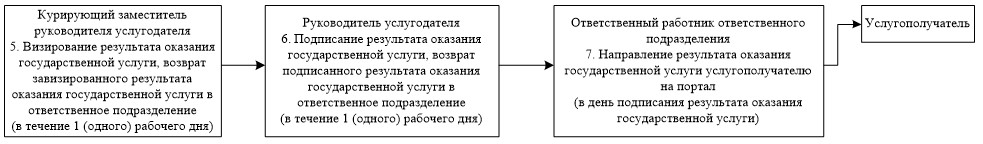 Курирующий заместитель
руководителя услугодателя
5. Визирование результата оказания
государственной услуги, возврат
завизированного результата
оказания государственной услуги в
ответственное подразделение
(в течение 1 (одного) рабочего дня)
Руководитель услугодателя
6. Подписание результата оказания
государственной услуги, возврат
подписанного результата оказания
государственной услуги в
ответственное подразделение
(в течение 1 (одного) рабочего дня)
Ответственный работник ответственного
подразделения
7. Направление результата оказания
государственной услуги услугополучателю
на портал
(в день подписания результата оказания
государственной услуги)
Услугополучатель